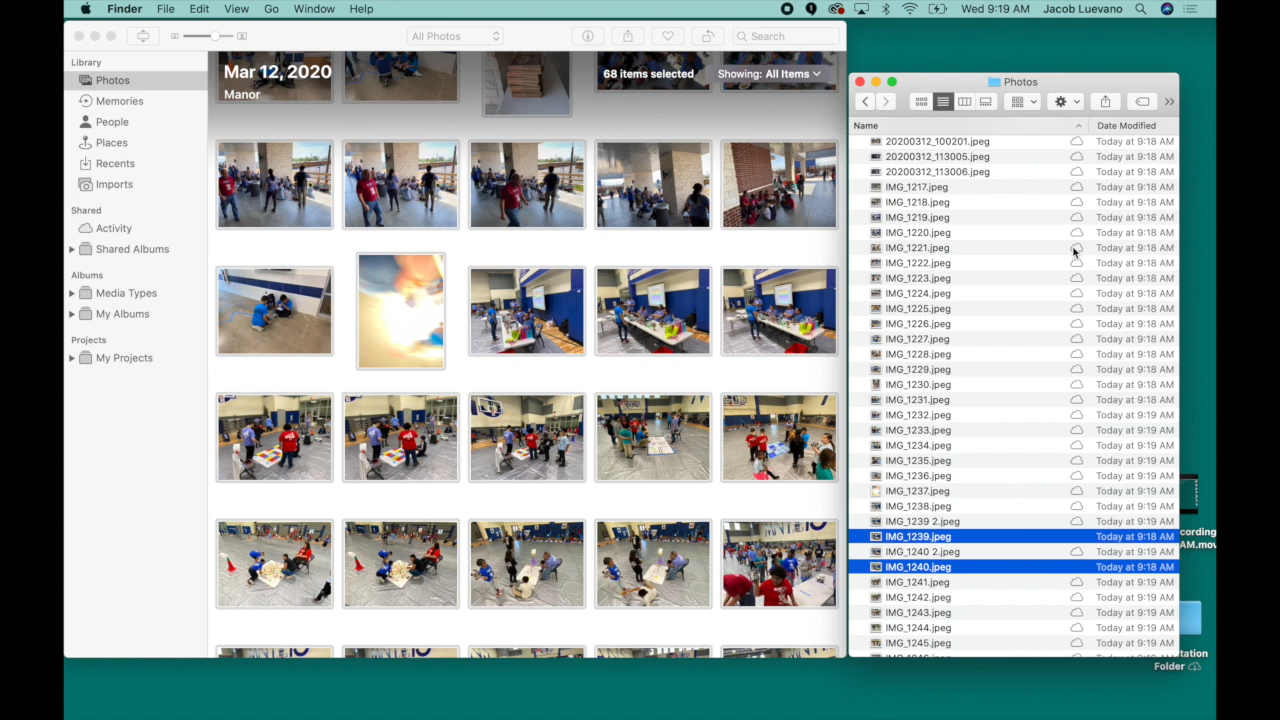 Finder File Edit View Go Window Help Wed 9:19 AM Jacob Luevano
All Photos
Search
Library
Photos
Memories
People
Places
Recents
Imports
Shared
Activity
Shared Albums
Albums
Media Types
My Albums
Projects
My Projects
Mar 12, 2020
Manor
68 items selected
Showing: All Items
Photos
Name Date Modified
20200312_100201.jpeg Today at 9:18 AM
20200312_113005.jpeg Today at 9:18 AM
20200312_113006.jpeg Today at 9:18 AM
IMG_1217.jpeg Today at 9:18 AM
IMG_1218.jpeg Today at 9:18 AM
IMG_1219.jpeg Today at 9:18 AM
IMG_1220.jpeg Today at 9:18 AM
IMG_1221.jpeg Today at 9:18 AM
IMG_1222.jpeg Today at 9:18 AM
IMG_1223.jpeg Today at 9:18 AM
IMG_1224.jpeg Today at 9:18 AM
IMG_1225.jpeg Today at 9:18 AM
IMG_1226.jpeg Today at 9:18 AM
IMG_1227.jpeg Today at 9:18 AM
IMG_1228.jpeg Today at 9:18 AM
IMG_1229.jpeg Today at 9:18 AM
IMG_1230.jpeg Today at 9:18 AM
IMG_1231.jpeg Today at 9:18 AM
IMG_1232.jpeg Today at 9:19 AM
IMG_1233.jpeg Today at 9:19 AM
IMG_1234.jpeg Today at 9:19 AM
IMG_1235.jpeg Today at 9:19 AM
IMG_1236.jpeg Today at 9:19 AM
IMG_1237.jpeg Today at 9:19 AM
IMG_1238.jpeg Today at 9:19 AM
IMG_1239 2.jpeg Today at 9:19 AM
IMG_1239.jpeg Today at 9:18 AM
IMG_1240 2.jpeg Today at 9:19 AM
IMG_1240.jpeg Today at 9:18 AM
IMG_1241.jpeg Today at 9:19 AM
IMG_1242.jpeg Today at 9:19 AM
IMG_1243.jpeg Today at 9:19 AM
IMG_1244.jpeg Today at 9:19 AM
IMG_1245.jpeg Today at 9:19 AM
cording
AM.mov
tation
Folder